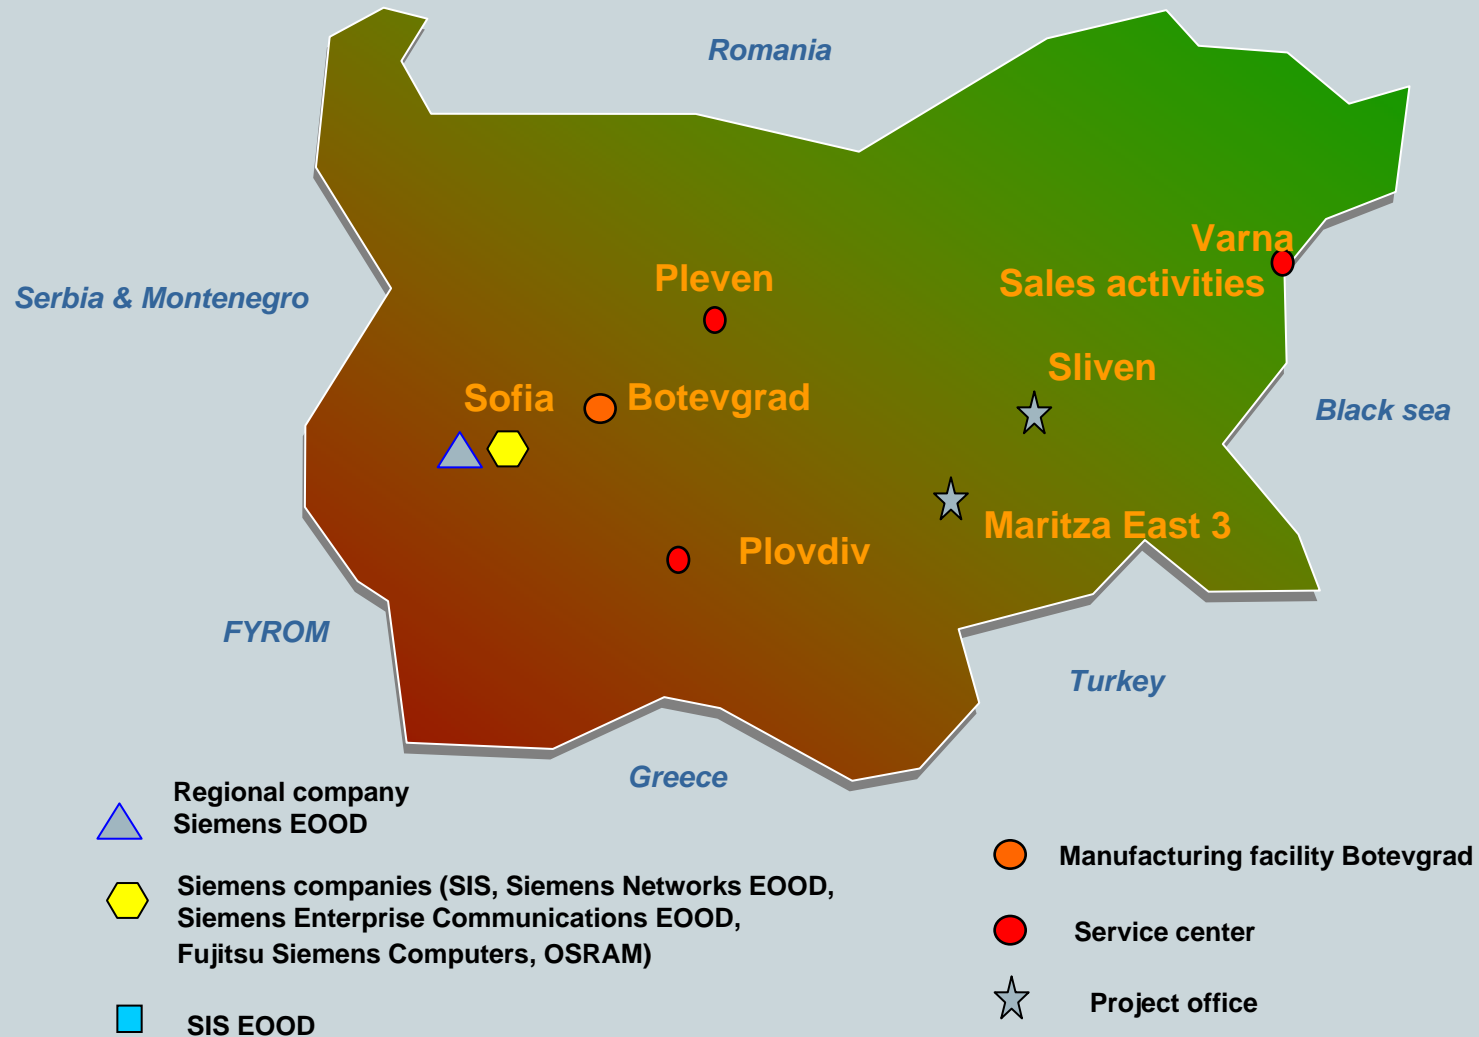 Romania
Varna
Sales activities
Pleven
Serbia & Montenegro
Sliven
Sofia
Botevgrad
Black sea
Maritza East 3
Plovdiv
FYROM
Turkey
Greece
Regional company
Siemens EOOD
Siemens companies (SIS, Siemens Networks EOOD,
Siemens Enterprise Communications EOOD,
Fujitsu Siemens Computers, OSRAM)
SIS EOOD
Manufacturing facility Botevgrad
Service center
Project office